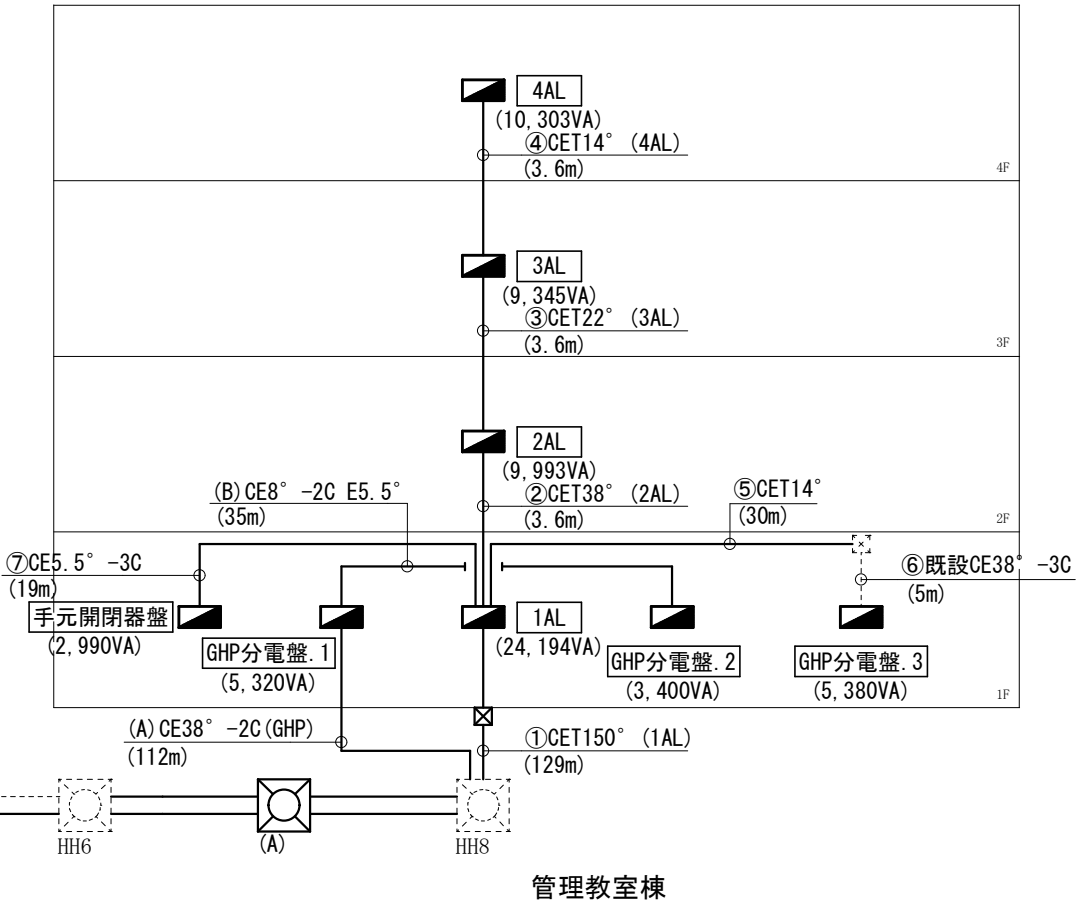 4AL
(10,303VA)
④CET14° (4AL)
(3.6m)
4F
3AL
(9,345VA)
③CET22° (3AL)
(3.6m)
3F
2AL
(9,993VA)
②CET38° (2AL)
(3.6m)
2F
(B)CE8° -2C E5.5°
(35m)
⑤CET14°
(30m)
⑦CE5.5° -3C
(19m)
⑥既設CE38° -3C
(5m)
手元開閉器盤
(2,990VA)
GHP分電盤.1
(5,320VA)
1AL
(24,194VA)
GHP分電盤.2
(3,400VA)
GHP分電盤.3
(5,380VA)
1F
(A)CE38° -2C(GHP)
(112m)
①CET150° (1AL)
(129m)
HH6
(A)
HH8
管理教室棟